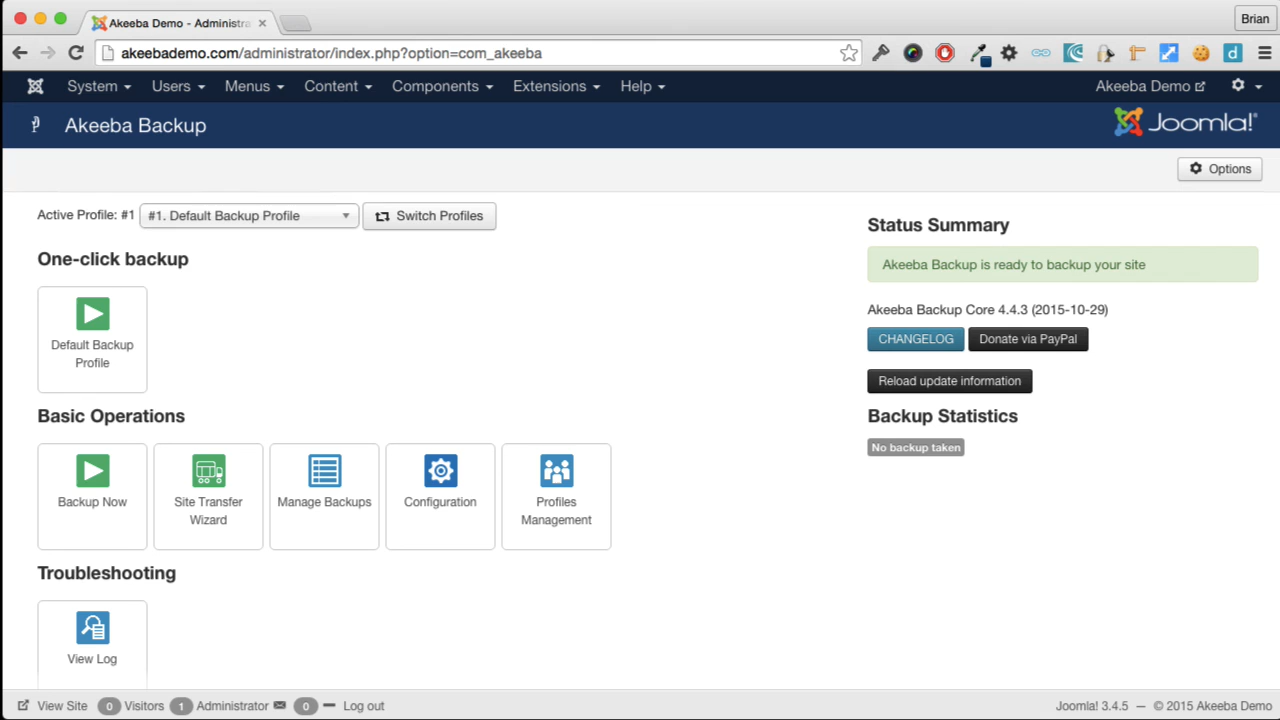 Akeeba Demo - Administra
Brian
akeebademo.com/administrator/index.php?option=com_akeeba
System Users Menus Content Components Extensions Help Akeeba Demo
Akeeba Backup
Joomla!
Options
Active Profile: #1 #1. Default Backup Profile Switch Profiles
Status Summary
Akeeba Backup is ready to backup your site
One-click backup
Default Backup
Profile
Akeeba Backup Core 4.4.3 (2015-10-29)
CHANGELOG Donate via PayPal
Reload update information
Backup Statistics
No backup taken
Basic Operations
Backup Now
Site Transfer
Wizard
Manage Backups
Configuration
Profiles
Management
Troubleshooting
View Log
View Site 0 Visitors 1 Administrator 0 Log out
Joomla! 3.4.5 — © 2015 Akeeba Demo